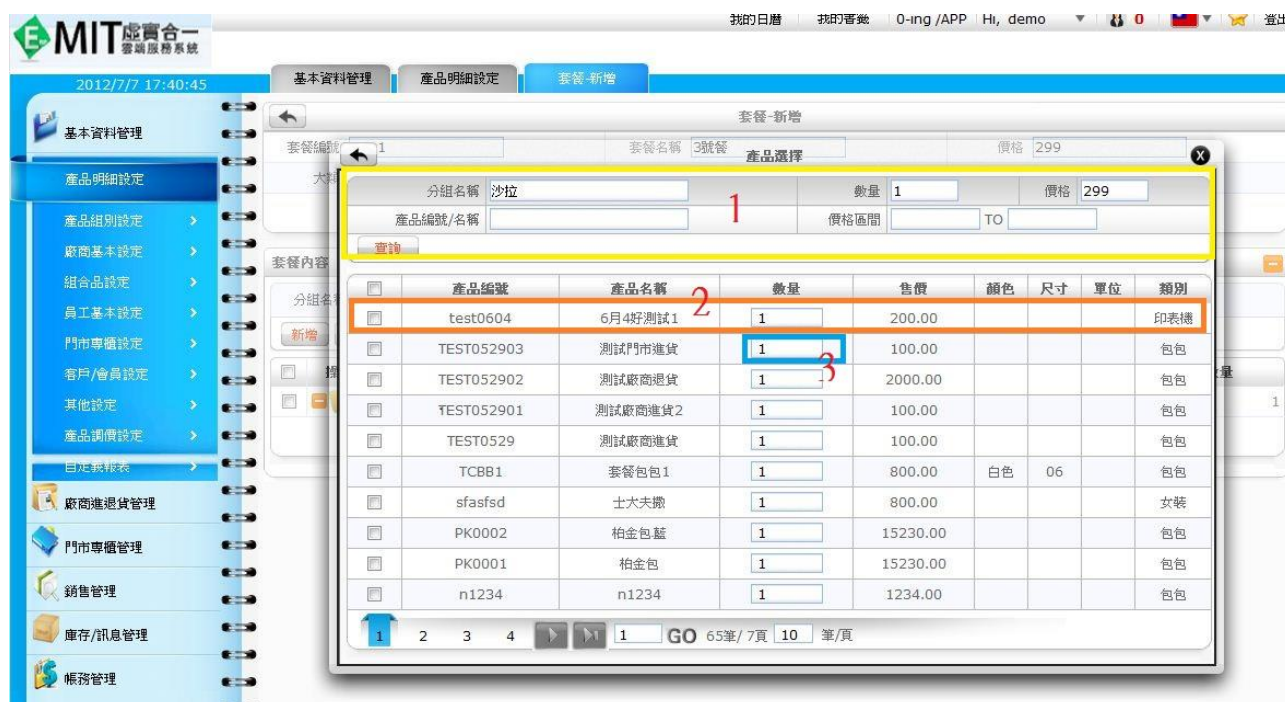 我的日曆 我的書籤 O-ing /APP Hi, demo 0 登出
E MIT 虛實合一
雲端服務系統
2012/7/7 17:40:45
基本資料管理 產品明細設定 套餐-新增
套餐-新增
套餐編號 1 套餐名稱 3號餐 價格 299
產品選擇
大類
分組名稱 沙拉 數量 1 價格 299
產品編號/名稱 價格區間 TO
1
查詢
套餐內容
分組名
新增
產品編號 產品名稱 數量 售價 顏色 尺寸 單位 類別
2
test0604 6月4好測試1 1 200.00 印表機
TEST052903 測試門市進貨 1 100.00 包包
3
TEST052902 測試廠商退貨 1 2000.00 包包
TEST052901 測試廠商進貨2 1 100.00 包包
TEST0529 測試廠商進貨 1 100.00 包包
TCBB1 套餐包包1 1 800.00 白色 06 包包
sfasfsd 士大夫撒 1 800.00 女裝
PK0002 柏金包.藍 1 15230.00 包包
PK0001 柏金包 1 15230.00 包包
n1234 n1234 1 1234.00 包包
1 2 3 4 1 GO 65筆/ 7頁 10 筆/頁
量
1
基本資料管理
產品明細設定
產品組別設定
廠商基本設定
組合品設定
員工基本設定
門市專櫃設定
客戶/會員設定
其他設定
產品調價設定
自定義報表
廠商進退貨管理
門市專櫃管理
銷售管理
庫存/訊息管理
帳務管理